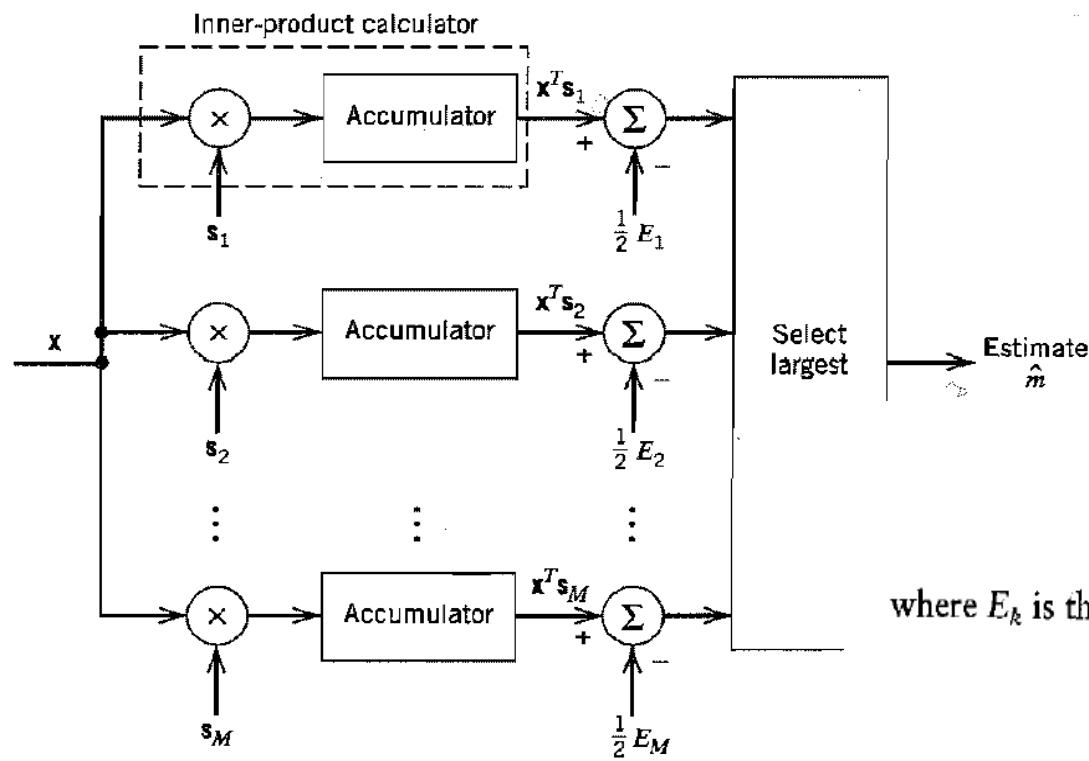 Inner-product calculator
× Accumulator x^T s_1 + Σ −
s_1
1/2 E_1
x
× Accumulator x^T s_2 + Σ −
s_2
1/2 E_2
Select
largest
Estimate
m̂
⋮ ⋮ ⋮
× Accumulator x^T s_M + Σ −
where E_k is th
s_M
1/2 E_M